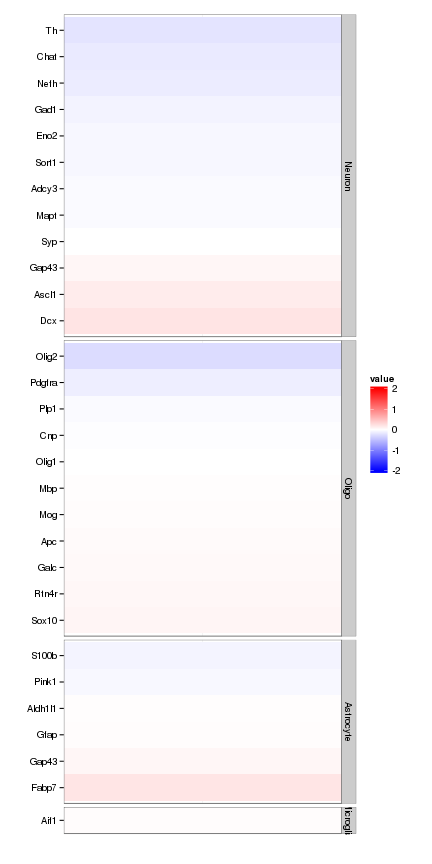 Th
Chat
Nefh
Gad1
Eno2
Sort1
Adcy3
Mapt
Syp
Gap43
Ascl1
Dcx
Neuron
Olig2
Pdgfra
Plp1
Cnp
Olig1
Mbp
Mog
Apc
Galc
Rtn4r
Sox10
Oligo
S100b
Pink1
Aldh1l1
Gfap
Gap43
Fabp7
Astrocyte
Aif1
icrogli
value
2
1
0
-1
-2